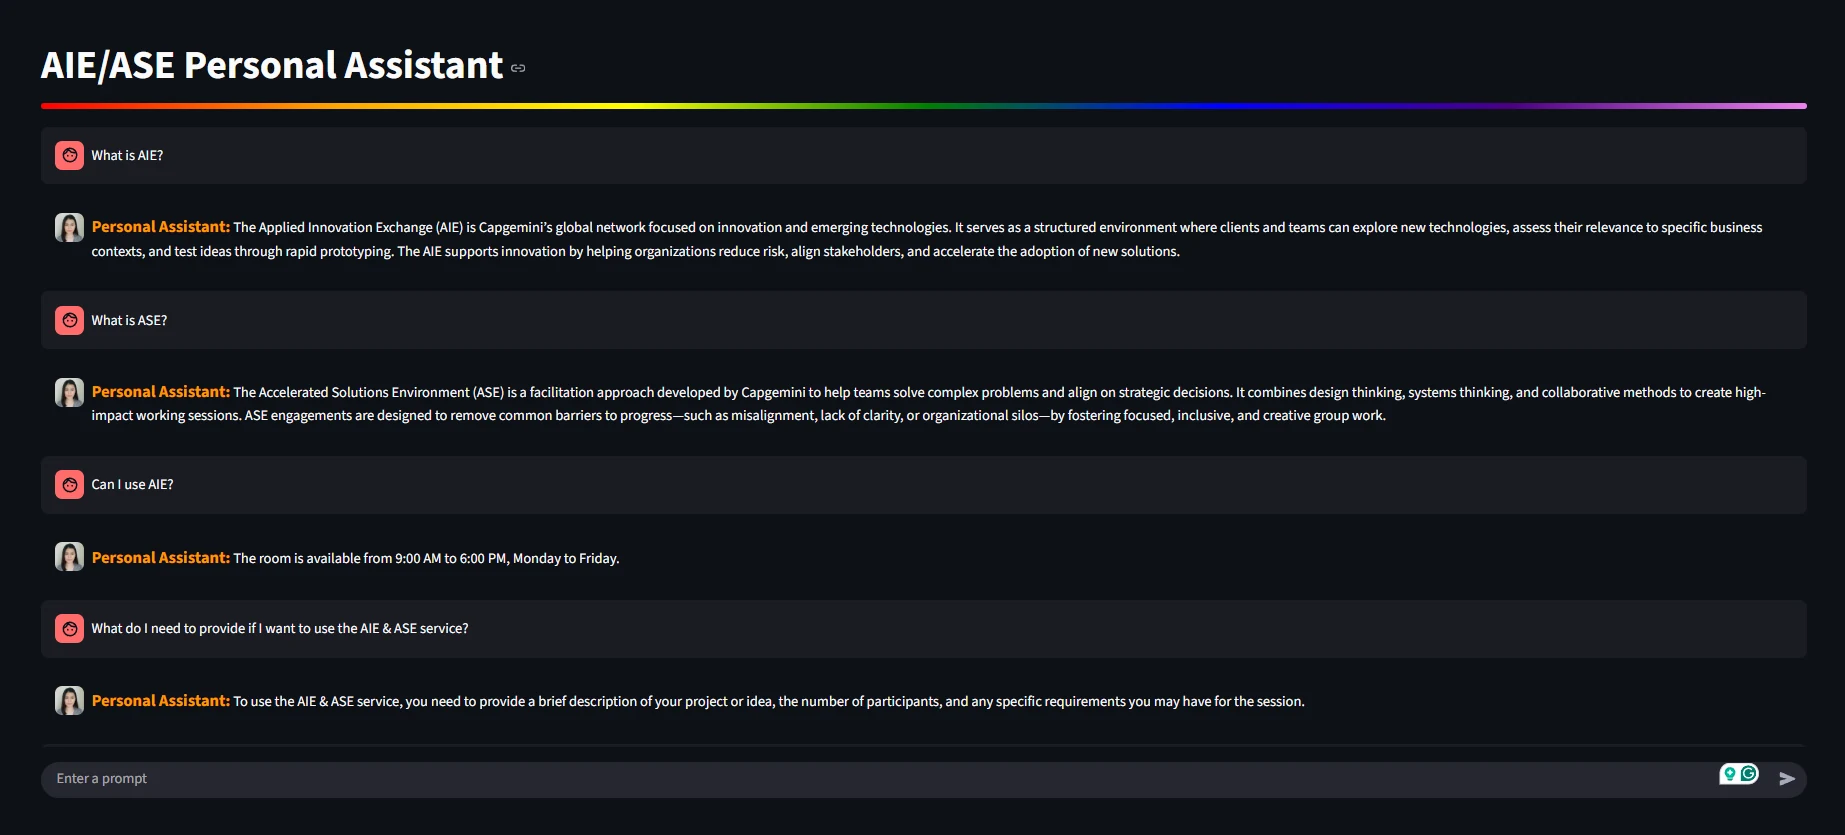 AIE/ASE Personal Assistant
What is AIE?
Personal Assistant: The Applied Innovation Exchange (AIE) is Capgemini’s global network focused on innovation and emerging technologies. It serves as a structured environment where clients and teams can explore new technologies, assess their relevance to specific business
contexts, and test ideas through rapid prototyping. The AIE supports innovation by helping organizations reduce risk, align stakeholders, and accelerate the adoption of new solutions.
What is ASE?
Personal Assistant: The Accelerated Solutions Environment (ASE) is a facilitation approach developed by Capgemini to help teams solve complex problems and align on strategic decisions. It combines design thinking, systems thinking, and collaborative methods to create high-
impact working sessions. ASE engagements are designed to remove common barriers to progress—such as misalignment, lack of clarity, or organizational silos—by fostering focused, inclusive, and creative group work.
Can I use AIE?
Personal Assistant: The room is available from 9:00 AM to 6:00 PM, Monday to Friday.
What do I need to provide if I want to use the AIE & ASE service?
Personal Assistant: To use the AIE & ASE service, you need to provide a brief description of your project or idea, the number of participants, and any specific requirements you may have for the session.
Enter a prompt